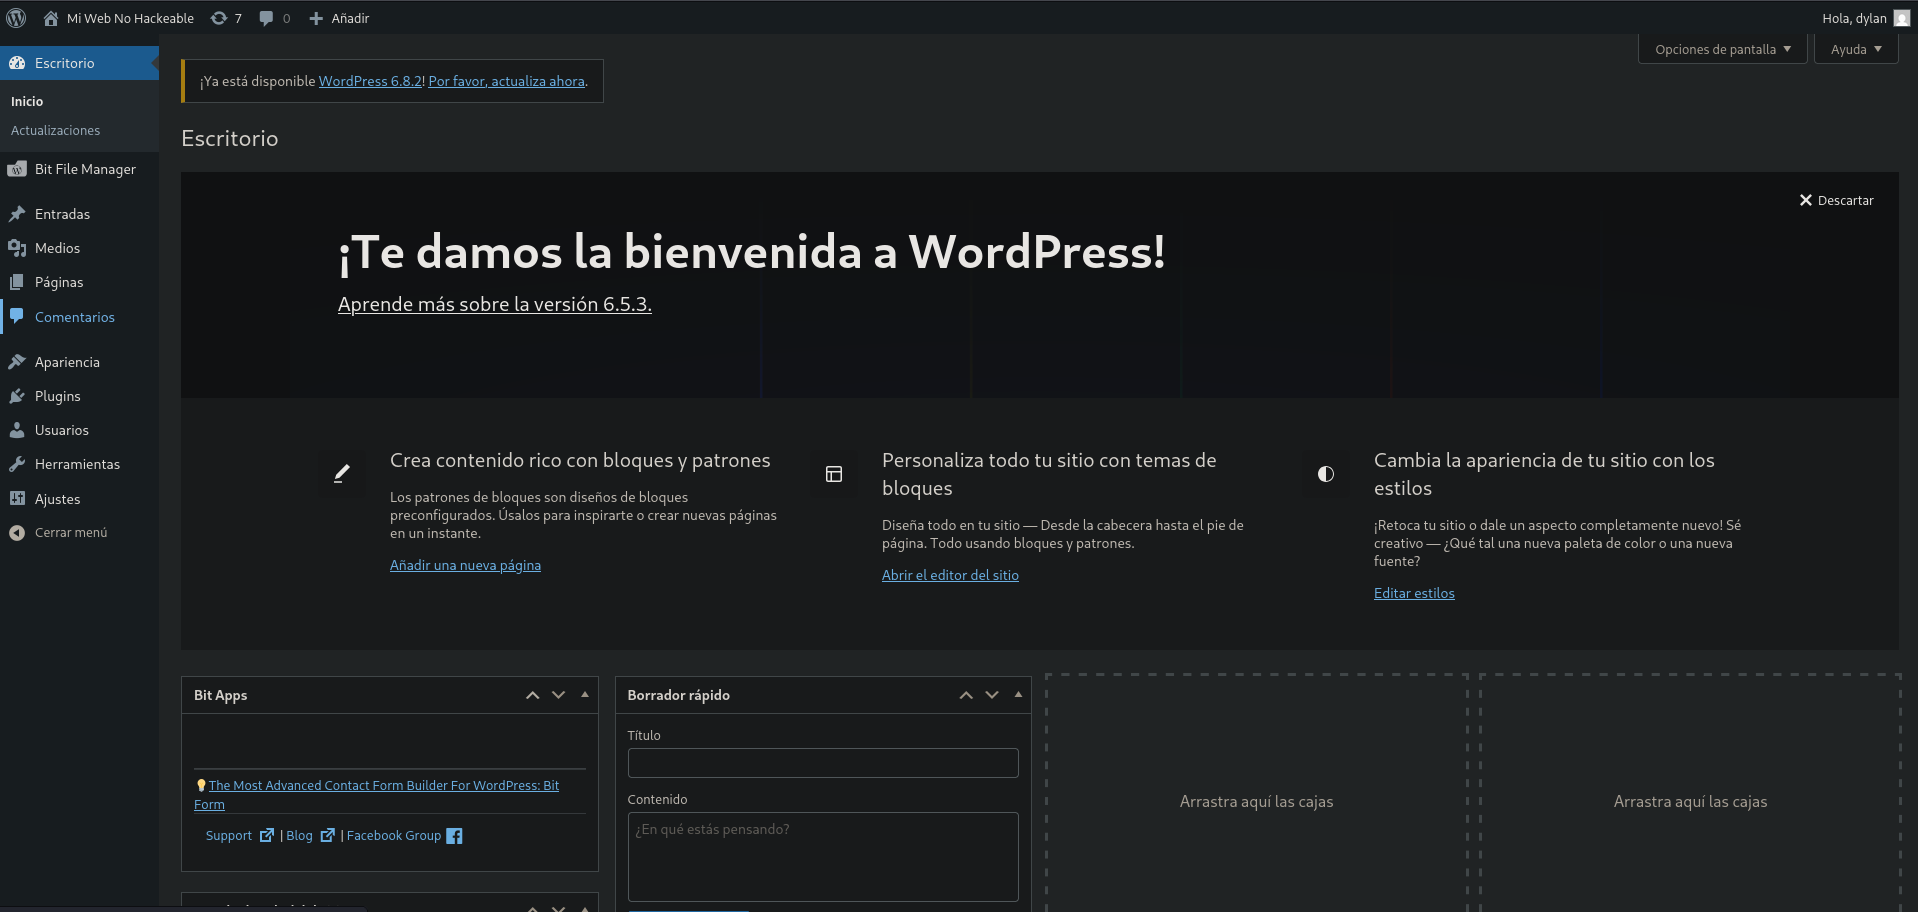 Mi Web No Hackeable 7 0 Añadir Hola, dylan
Opciones de pantalla Ayuda
Escritorio
Inicio
Actualizaciones
Bit File Manager
Entradas
Medios
Páginas
Comentarios
Apariencia
Plugins
Usuarios
Herramientas
Ajustes
Cerrar menú
¡Ya está disponible WordPress 6.8.2! Por favor, actualiza ahora.
Escritorio
Descartar
¡Te damos la bienvenida a WordPress!
Aprende más sobre la versión 6.5.3.
Crea contenido rico con bloques y patrones
Los patrones de bloques son diseños de bloques
preconfigurados. Úsalos para inspirarte o crear nuevas páginas
en un instante.
Añadir una nueva página
Personaliza todo tu sitio con temas de
bloques
Diseña todo en tu sitio — Desde la cabecera hasta el pie de
página. Todo usando bloques y patrones.
Abrir el editor del sitio
Cambia la apariencia de tu sitio con los
estilos
¡Retoca tu sitio o dale un aspecto completamente nuevo! Sé
creativo — ¿Qué tal una nueva paleta de color o una nueva
fuente?
Editar estilos
Bit Apps
The Most Advanced Contact Form Builder For WordPress: Bit
Form
Support | Blog | Facebook Group
Borrador rápido
Título
Contenido
¿En qué estás pensando?
Arrastra aquí las cajas
Arrastra aquí las cajas